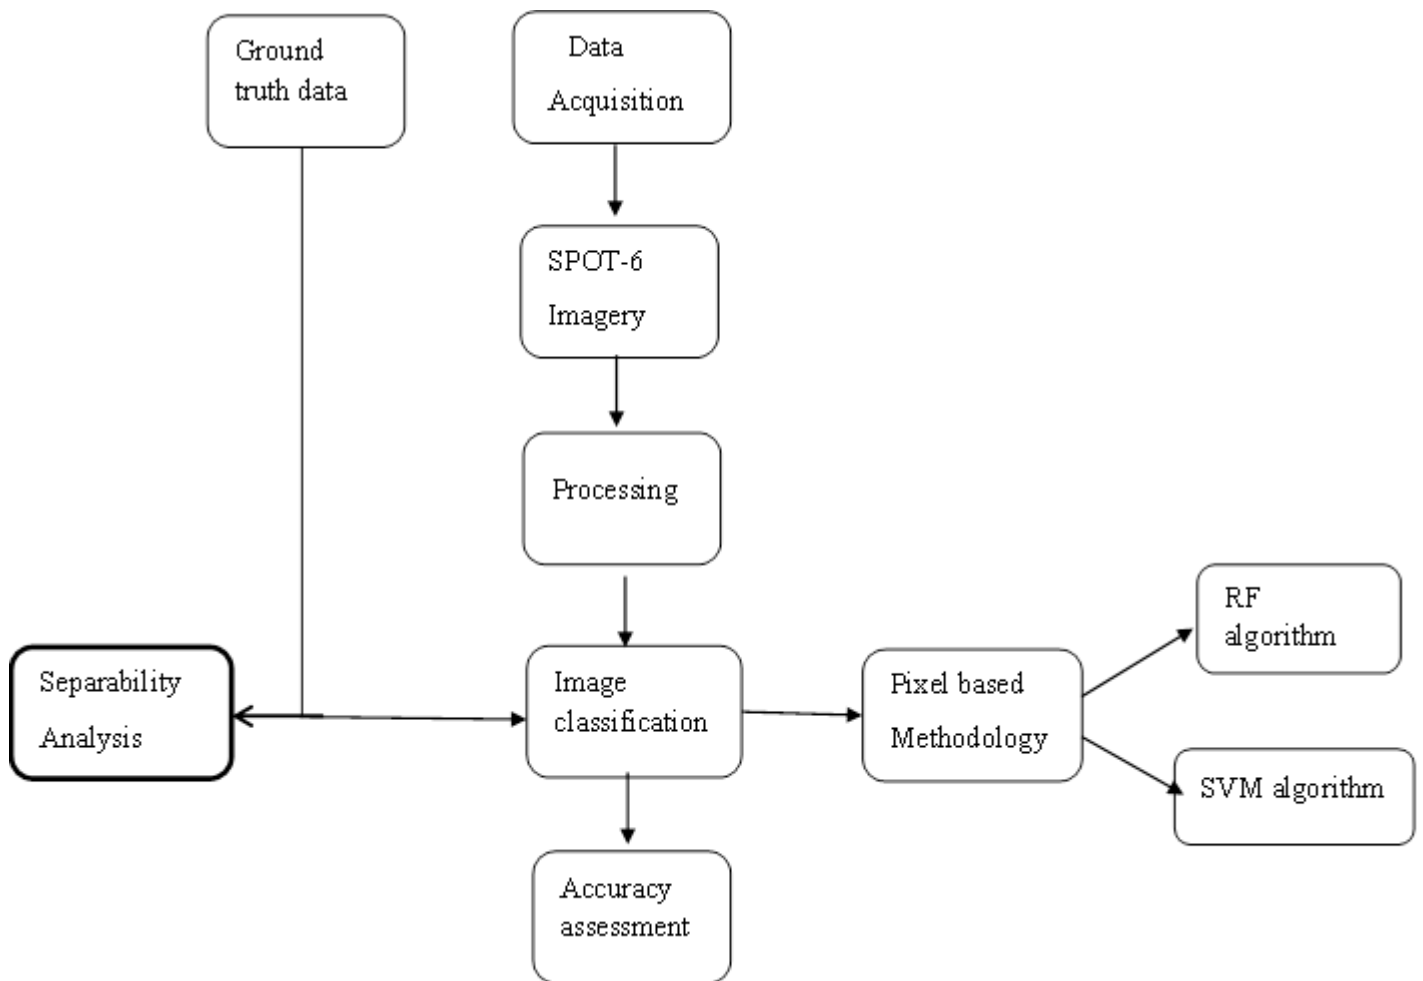 Ground
truth data
Data
Acquisition
SPOT-6
Imagery
Processing
RF
algorithm
Separability
Analysis
Image
classification
Pixel based
Methodology
SVM algorithm
Accuracy
assessment